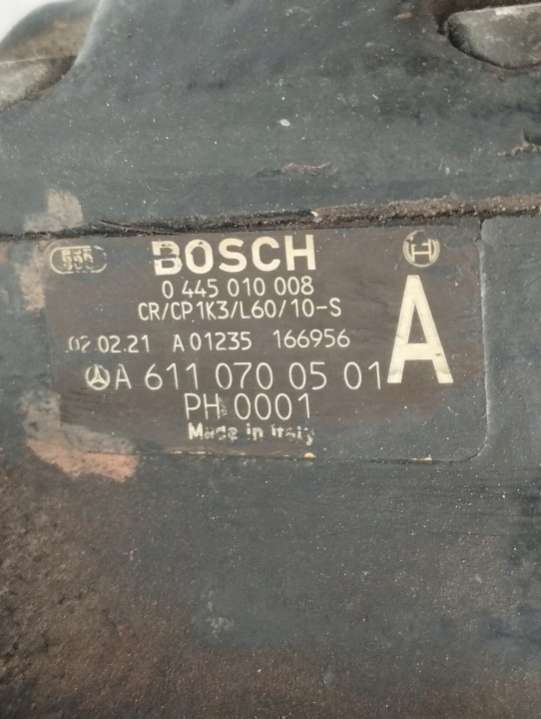 555 BOSCH
0 445 010 008
CR/CP1K3/L60/10-S
02.02.21 A 01235 166956
A
A 611 070 05 01
PH 0001
Made in Italy